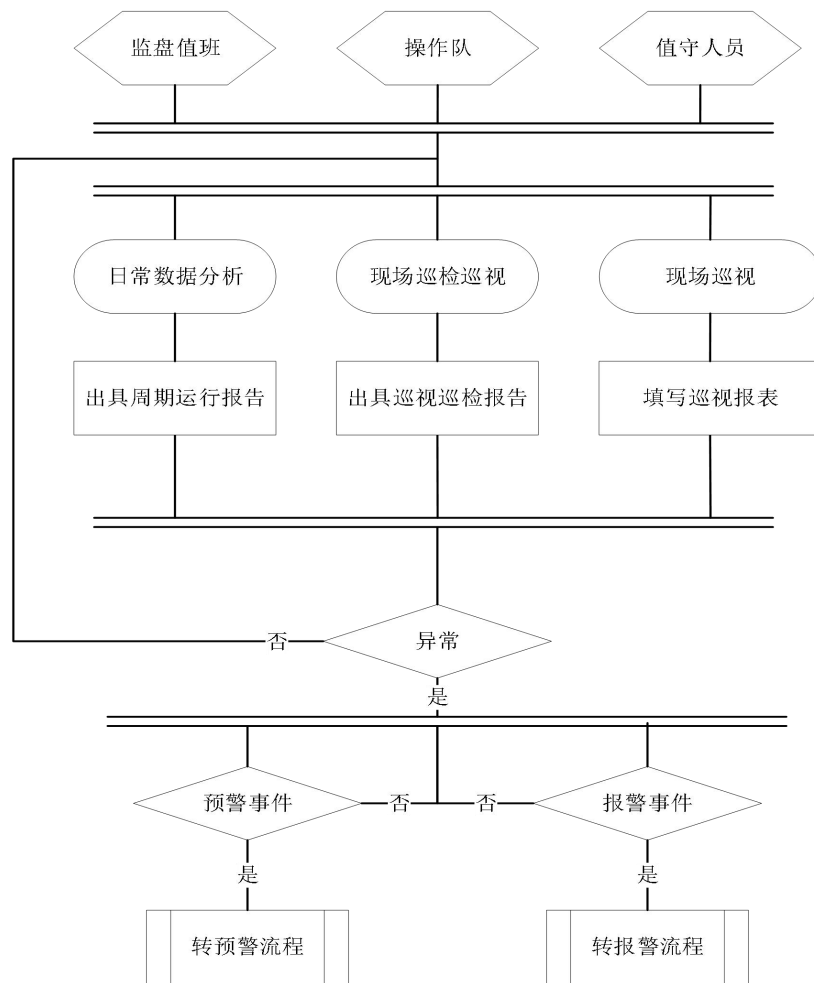 监盘值班
操作队
值守人员
日常数据分析
现场巡检巡视
现场巡视
出具周期运行报告
出具巡视巡检报告
填写巡视报表
否
异常
是
预警事件
否
否
报警事件
是
是
转预警流程
转报警流程